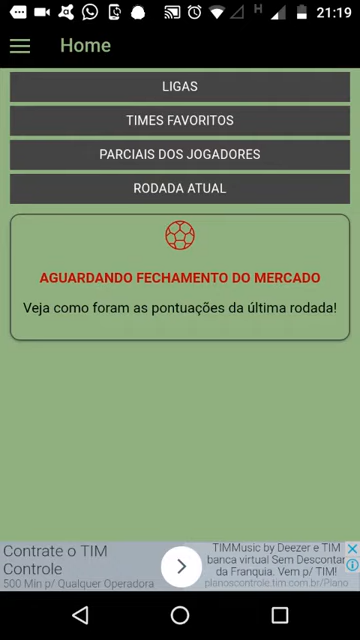 H 21:19
Home
LIGAS
TIMES FAVORITOS
PARCIAIS DOS JOGADORES
RODADA ATUAL
AGUARDANDO FECHAMENTO DO MERCADO
Veja como foram as pontuações da última rodada!
Contrate o TIM
Controle
500 Min p/ Qualquer Operadora
TIMMusic by Deezer e TIM
banca virtual Sem Descontar
da Franquia. Vem p/ TIM!
planoscontrole.tim.com.br/Plano